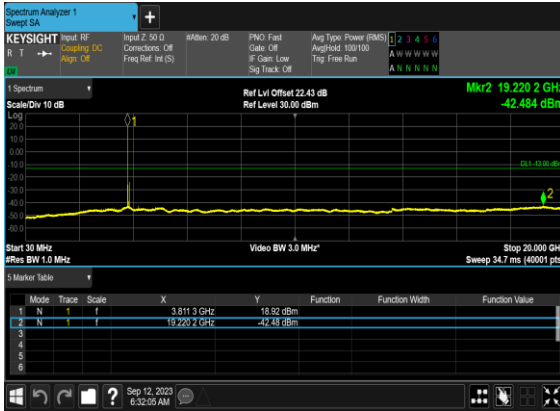 Spectrum Analyzer 1
Swept SA
+
KEYSIGHT Input: RF Input Z: 50 Ω #Atten: 20 dB PNO: Fast Avg Type: Power (RMS) 1 2 3 4 5 6
R T Coupling: DC Corrections: Off Gate: Off Avg|Hold: 100/100 A W W W W W
Align: Off Freq Ref: Int (S) IF Gain: Low Trig: Free Run
Sig Track: Off A N N N N N
1 Spectrum Ref Lvl Offset 22.43 dB Mkr2 19.220 2 GHz
Scale/Div 10 dB Ref Level 30.00 dBm -42.484 dBm
Log
20.0
10.0
0.00
-10.0
-20.0
-30.0
-40.0
-50.0
-60.0
1
DL1 -13.00 dBm
2
Start 30 MHz Video BW 3.0 MHz* Stop 20.000 GH
#Res BW 1.0 MHz Sweep 34.7 ms (40001 pts
5 Marker Table
Mode Trace Scale X Y Function Function Width Function Value
1 N 1 f 3.811 3 GHz 18.92 dBm
2 N 1 f 19.220 2 GHz -42.48 dBm
3
4
5
6
? Sep 12, 2023
6:32:05 AM